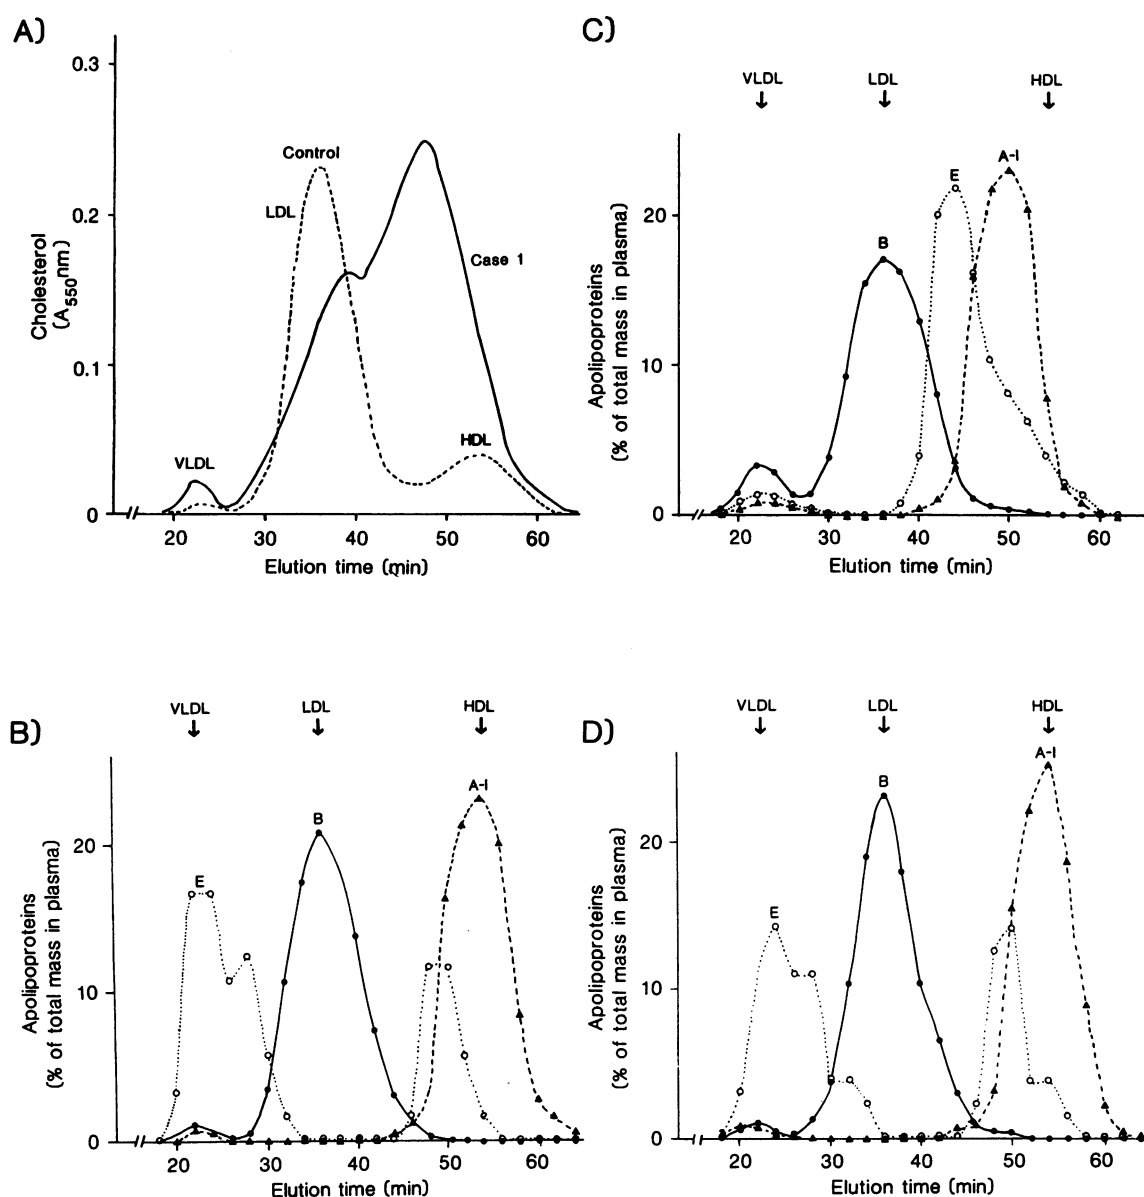 A)
0.3
0.2
0.1
0
Cholesterol
(A550nm)
Control
LDL
Case 1
VLDL
HDL
20 30 40 50 60
Elution time (min)
C)
VLDL LDL HDL
Apolipoproteins
(% of total mass in plasma)
20
10
0
B
E
A-I
20 30 40 50 60
Elution time (min)
B)
VLDL LDL HDL
Apolipoproteins
(% of total mass in plasma)
20
10
0
E
B
A-I
20 30 40 50 60
Elution time (min)
D)
VLDL LDL HDL
Apolipoproteins
(% of total mass in plasma)
20
10
0
E
B
A-I
20 30 40 50 60
Elution time (min)